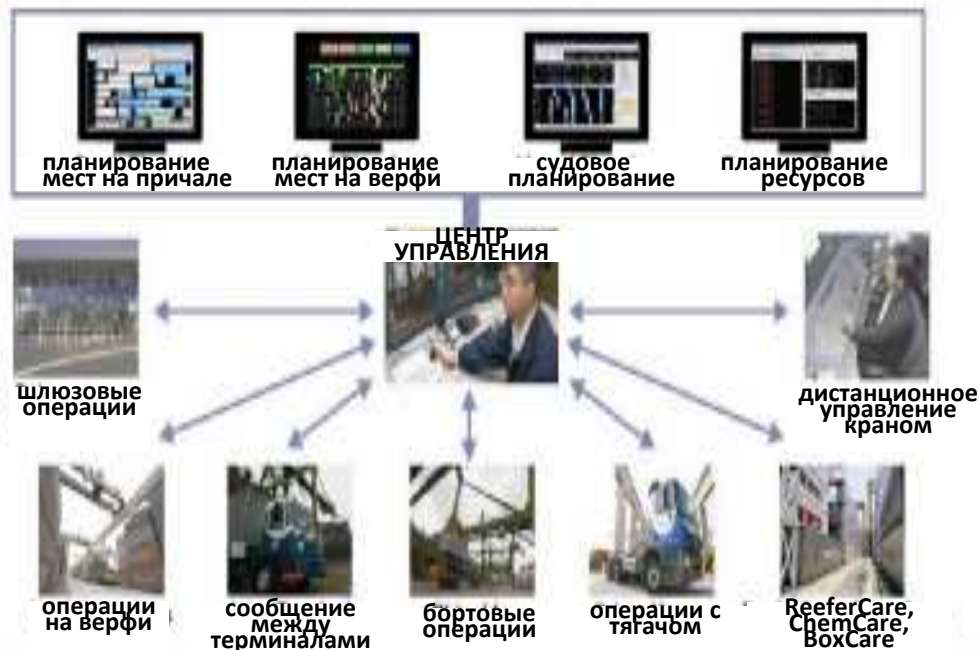 планирование
мест на причале
планирование
мест на верфи
судовое
планирование
планирование
ресурсов
ЦЕНТР
УПРАВЛЕНИЯ
шлюзовые
операции
дистанционное
управление
краном
операции
на верфи
сообщение
между
терминалами
бортовые
операции
операции с
тягачом
ReeferCare,
ChemCare,
BoxCare